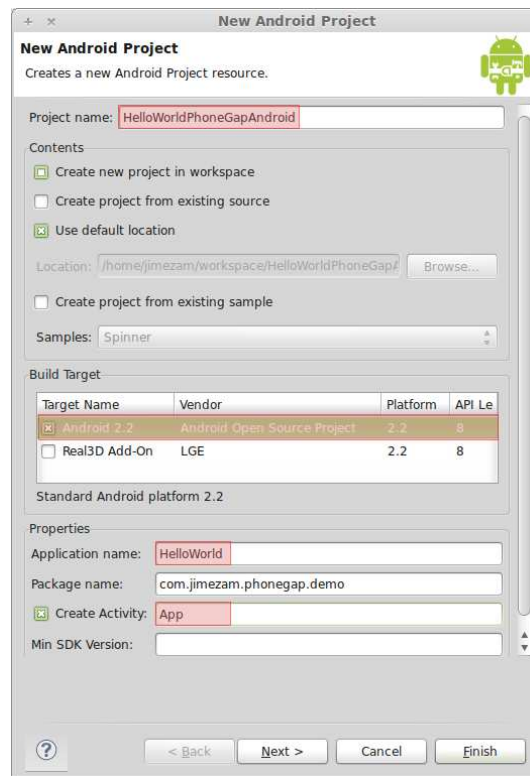 New Android Project
New Android Project
Creates a new Android Project resource.
Project name: HelloWorldPhoneGapAndroid
Contents
Create new project in workspace
Create project from existing source
Use default location
Location: /home/jimezam/workspace/HelloWorldPhoneGapA Browse...
Create project from existing sample
Samples: Spinner
Build Target
Target Name Vendor Platform API Le
Android 2.2 Android Open Source Project 2.2 8
Real3D Add-On LGE 2.2 8
Standard Android platform 2.2
Properties
Application name: HelloWorld
Package name: com.jimezam.phonegap.demo
Create Activity: App
Min SDK Version:
? < Back Next > Cancel Finish